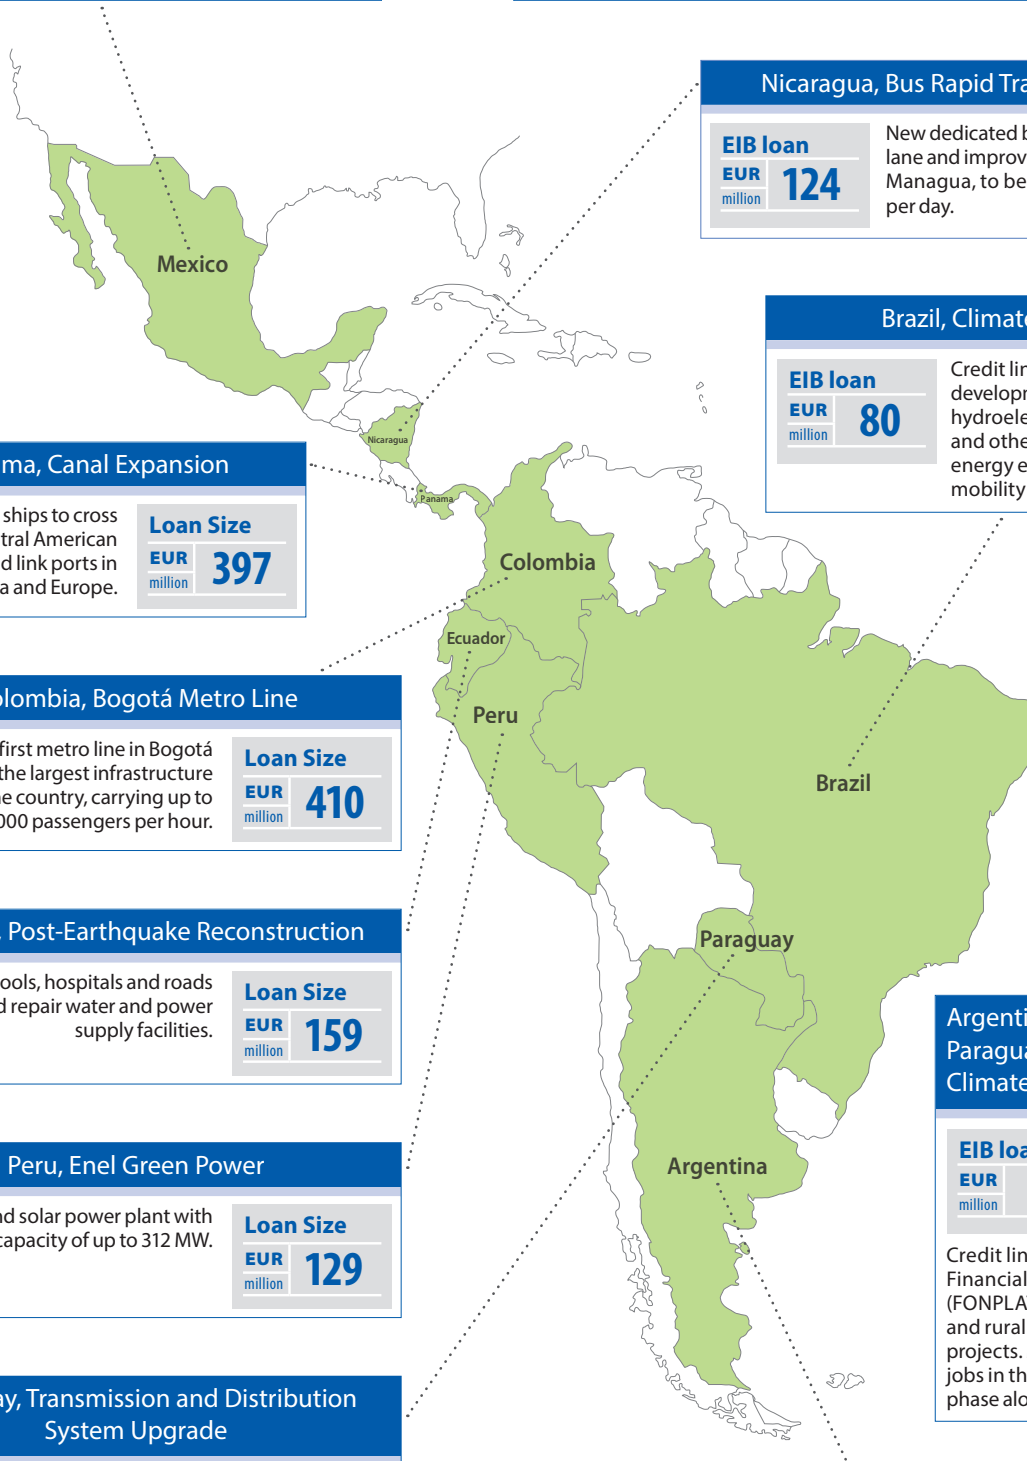 Nicaragua, Bus Rapid Tra
EIB loan
EUR
million
124
New dedicated b
lane and improv
Managua, to be
per day.
Mexico
Brazil, Climate
EIB loan
EUR
million
80
Credit lin
developm
hydroele
and othe
energy e
mobility
Nicaragua
ma, Canal Expansion
ships to cross
tral American
d link ports in
a and Europe.
Loan Size
EUR
million
397
Panama
Colombia
Ecuador
Peru
Brazil
olombia, Bogotá Metro Line
first metro line in Bogotá
the largest infrastructure
e country, carrying up to
000 passengers per hour.
Loan Size
EUR
million
410
, Post-Earthquake Reconstruction
ools, hospitals and roads
d repair water and power
supply facilities.
Loan Size
EUR
million
159
Paraguay
Argentina
Peru, Enel Green Power
nd solar power plant with
capacity of up to 312 MW.
Loan Size
EUR
million
129
Argenti
Paragua
Climate
EIB loa
EUR
million
Credit lin
Financial
(FONPLAT
and rural
projects.
jobs in th
phase alo
ay, Transmission and Distribution
System Upgrade